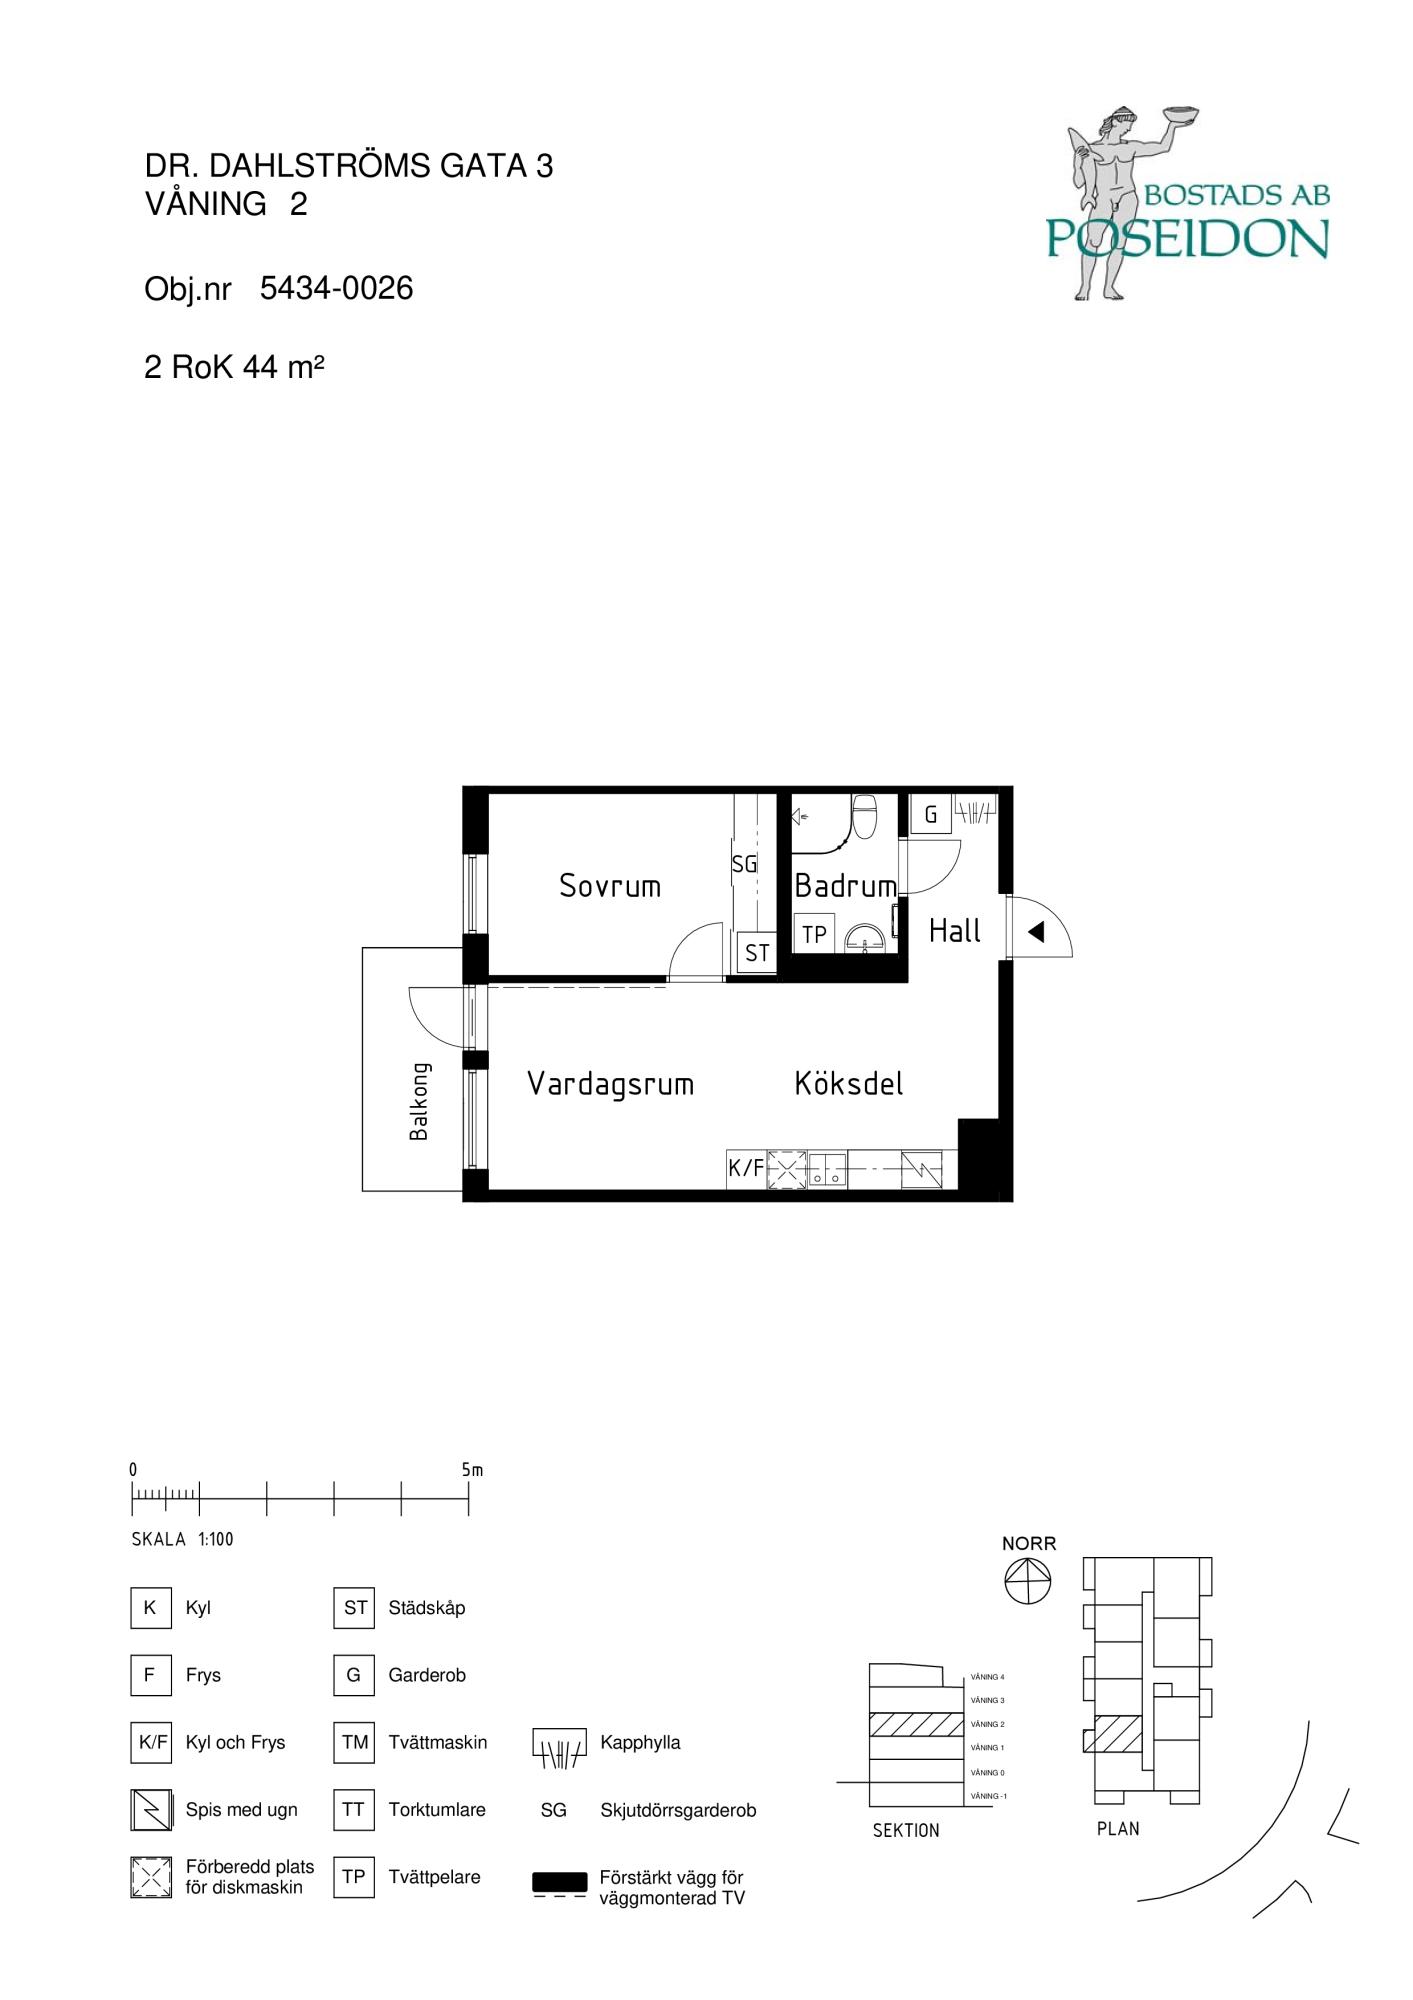 DR. DAHLSTRÖMS GATA 3
VÅNING 2
Obj.nr 5434-0026
2 RoK 44 m²
BOSTADS AB
POSEIDON
G
SG
Sovrum
Badrum
Hall
TP
ST
Vardagsrum
Köksdel
Balkong
K/F
0 5m
SKALA 1:100
K Kyl
F Frys
K/F Kyl och Frys
Spis med ugn
Förberedd plats
för diskmaskin
ST Städskåp
G Garderob
TM Tvättmaskin
TT Torktumlare
TP Tvättpelare
Kapphylla
SG Skjutdörrsgarderob
Förstärkt vägg för
väggmonterad TV
NORR
VÅNING 4
VÅNING 3
VÅNING 2
VÅNING 1
VÅNING 0
VÅNING -1
SEKTION
PLAN